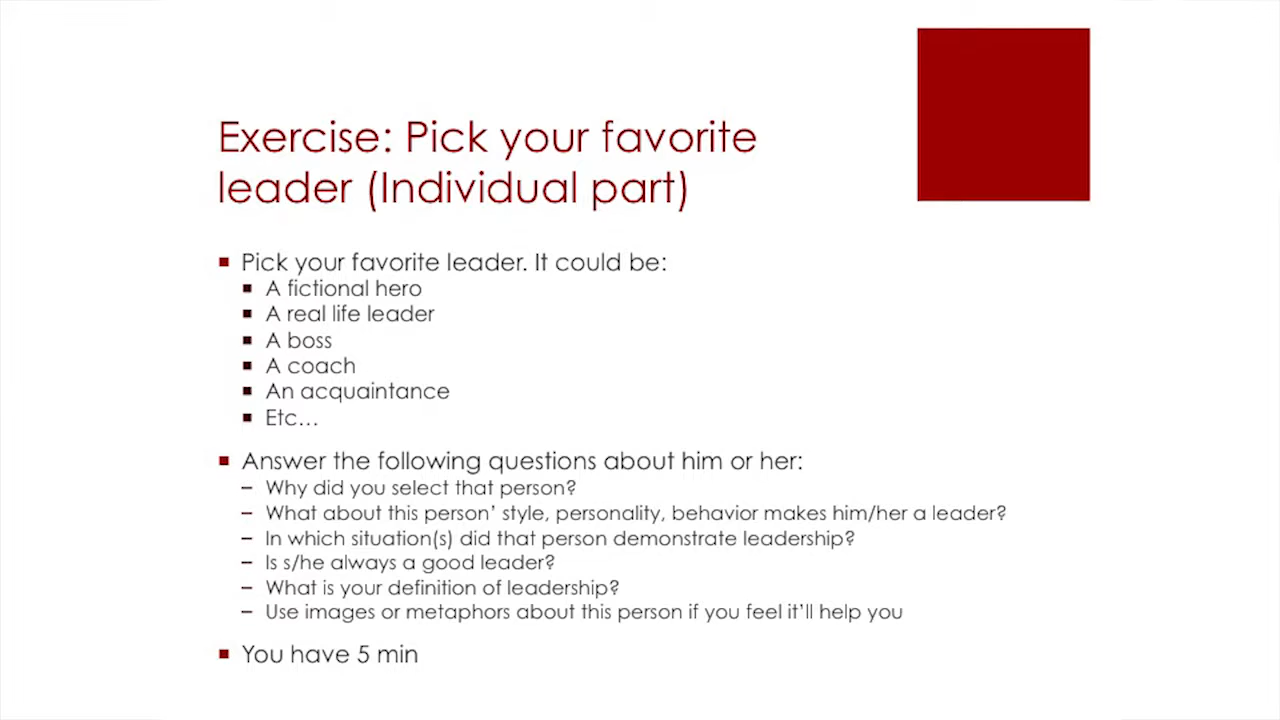 Exercise: Pick your favorite
leader (Individual part)
Pick your favorite leader. It could be:
A fictional hero
A real life leader
A boss
A coach
An acquaintance
Etc...
Answer the following questions about him or her:
– Why did you select that person?
– What about this person' style, personality, behavior makes him/her a leader?
– In which situation(s) did that person demonstrate leadership?
– Is s/he always a good leader?
– What is your definition of leadership?
– Use images or metaphors about this person if you feel it'll help you
You have 5 min